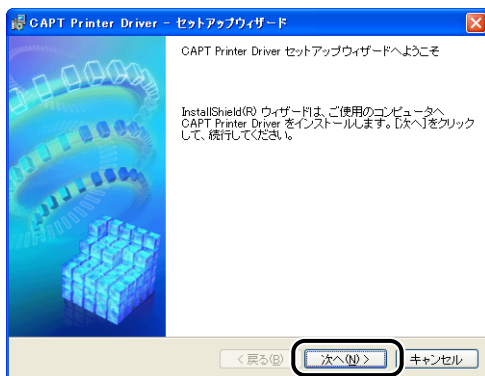 CAPT Printer Driver - セットアップウィザード
CAPT Printer Driver セットアップウィザードへようこそ
InstallShield(R) ウィザードは、ご使用のコンピュータへ
CAPT Printer Driver をインストールします。[次へ]をクリック
して、続行してください。
< 戻る(B)
次へ(N) >
キャンセル